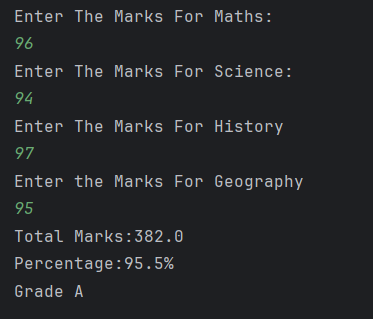 Enter The Marks For Maths:
96
Enter The Marks For Science:
94
Enter The Marks For History
97
Enter the Marks For Geography
95
Total Marks:382.0
Percentage:95.5%
Grade A